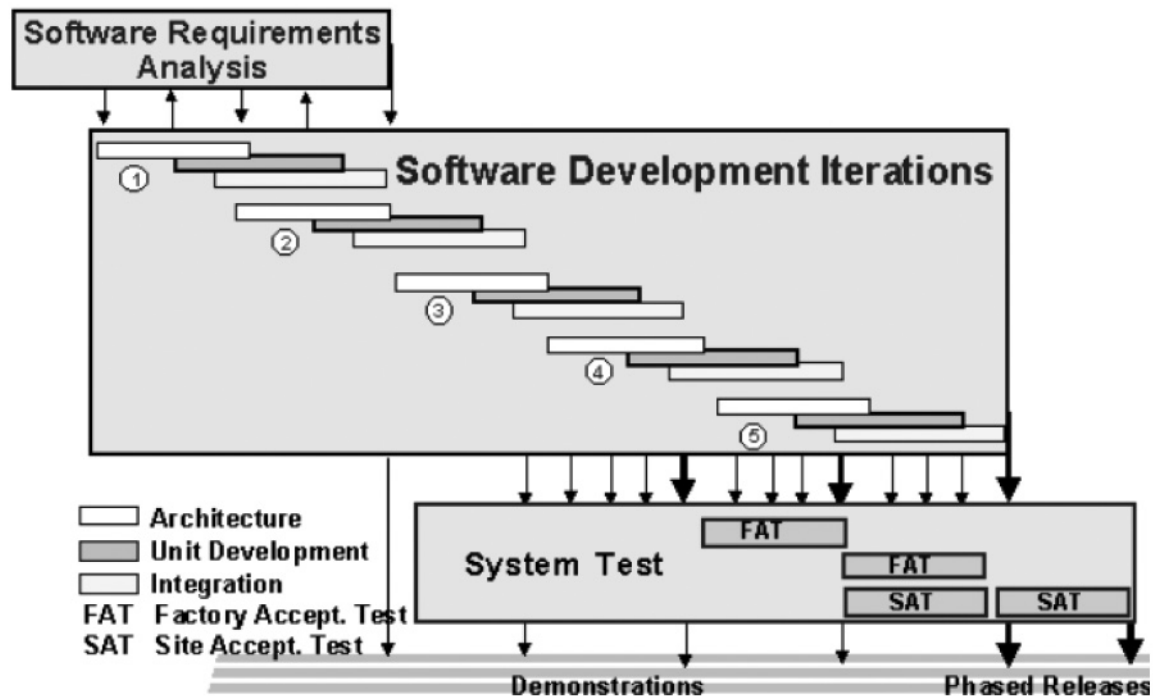 Software Requirements
Analysis
Software Development Iterations
1
2
3
4
5
Architecture
Unit Development
Integration
FAT Factory Accept. Test
SAT Site Accept. Test
System Test
FAT
FAT
SAT
SAT
Demonstrations
Phased Releases